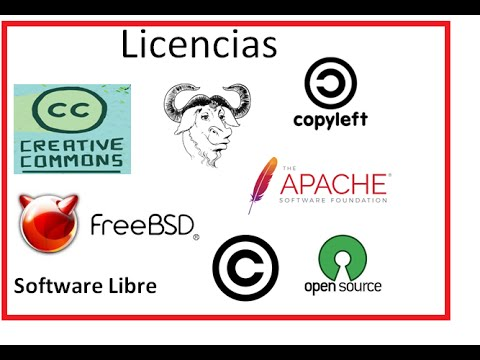 Licencias
CC
CREATIVE
COMMONS
copyleft
THE
APACHE®
SOFTWARE FOUNDATION
FreeBSD®
Software Libre
C
open source